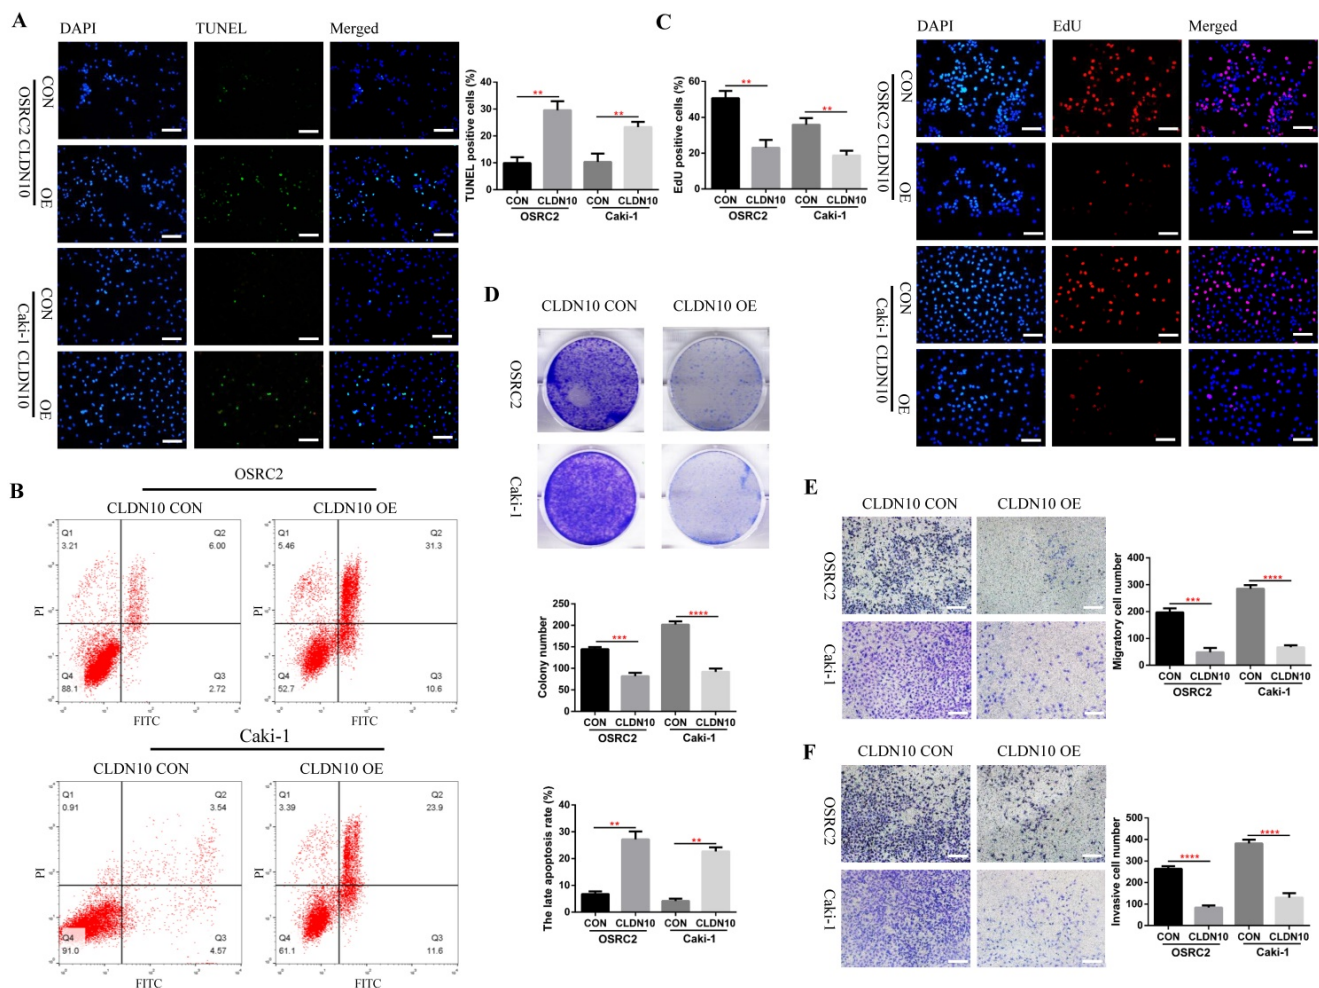 A
DAPI TUNEL Merged
CON
OE
OSRC2 CLDN10
CON
OE
Caki-1 CLDN10
TUNEL positive cells (%)
40
30
20
10
0
CON CLDN10 CON CLDN10
OSRC2 Caki-1
** **
C
EdU positive cells (%)
60
40
20
0
CON CLDN10 CON CLDN10
OSRC2 Caki-1
** **
DAPI EdU Merged
CON
OE
OSRC2 CLDN10
CON
OE
Caki-1 CLDN10
B
OSRC2
CLDN10 CON CLDN10 OE
Q1
3.21
Q2
6.00
Q4
88.1
Q3
2.72
PI
FITC
Q1
5.46
Q2
31.3
Q4
52.7
Q3
10.6
PI
FITC
Caki-1
CLDN10 CON CLDN10 OE
Q1
0.91
Q2
3.54
Q4
91.0
Q3
4.57
PI
FITC
Q1
3.39
Q2
23.9
Q4
61.1
Q3
11.6
PI
FITC
D
CLDN10 CON CLDN10 OE
OSRC2
Caki-1
Colony number
250
200
150
100
50
0
CON CLDN10 CON CLDN10
OSRC2 Caki-1
*** ****
The late apoptosis rate (%)
40
30
20
10
0
CON CLDN10 CON CLDN10
OSRC2 Caki-1
** **
E
CLDN10 CON CLDN10 OE
OSRC2
Caki-1
Migratory cell number
400
300
200
100
0
CON CLDN10 CON CLDN10
OSRC2 Caki-1
*** ****
F
CLDN10 CON CLDN10 OE
OSRC2
Caki-1
Invasive cell number
500
400
300
200
100
0
CON CLDN10 CON CLDN10
OSRC2 Caki-1
**** ****